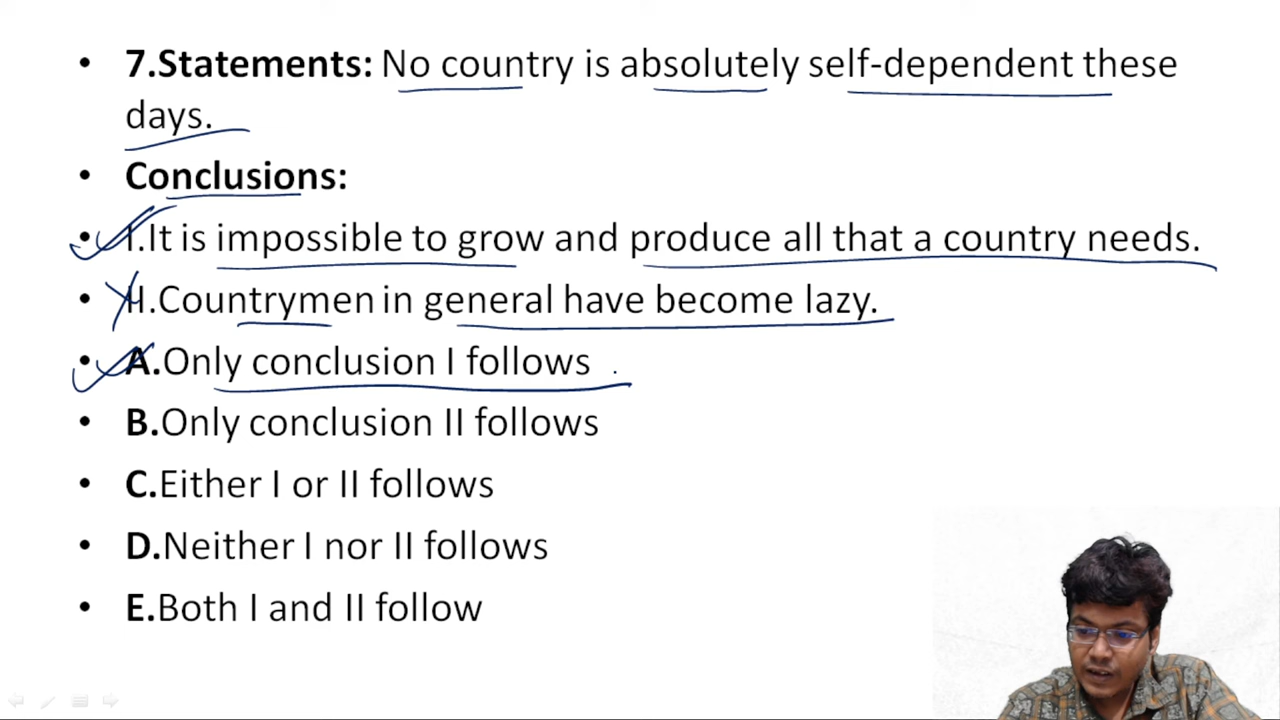 • 7.Statements: No country is absolutely self-dependent these
days.
• Conclusions:
• I.It is impossible to grow and produce all that a country needs.
• II.Countrymen in general have become lazy.
• A.Only conclusion I follows
• B.Only conclusion II follows
• C.Either I or II follows
• D.Neither I nor II follows
• E.Both I and II follow